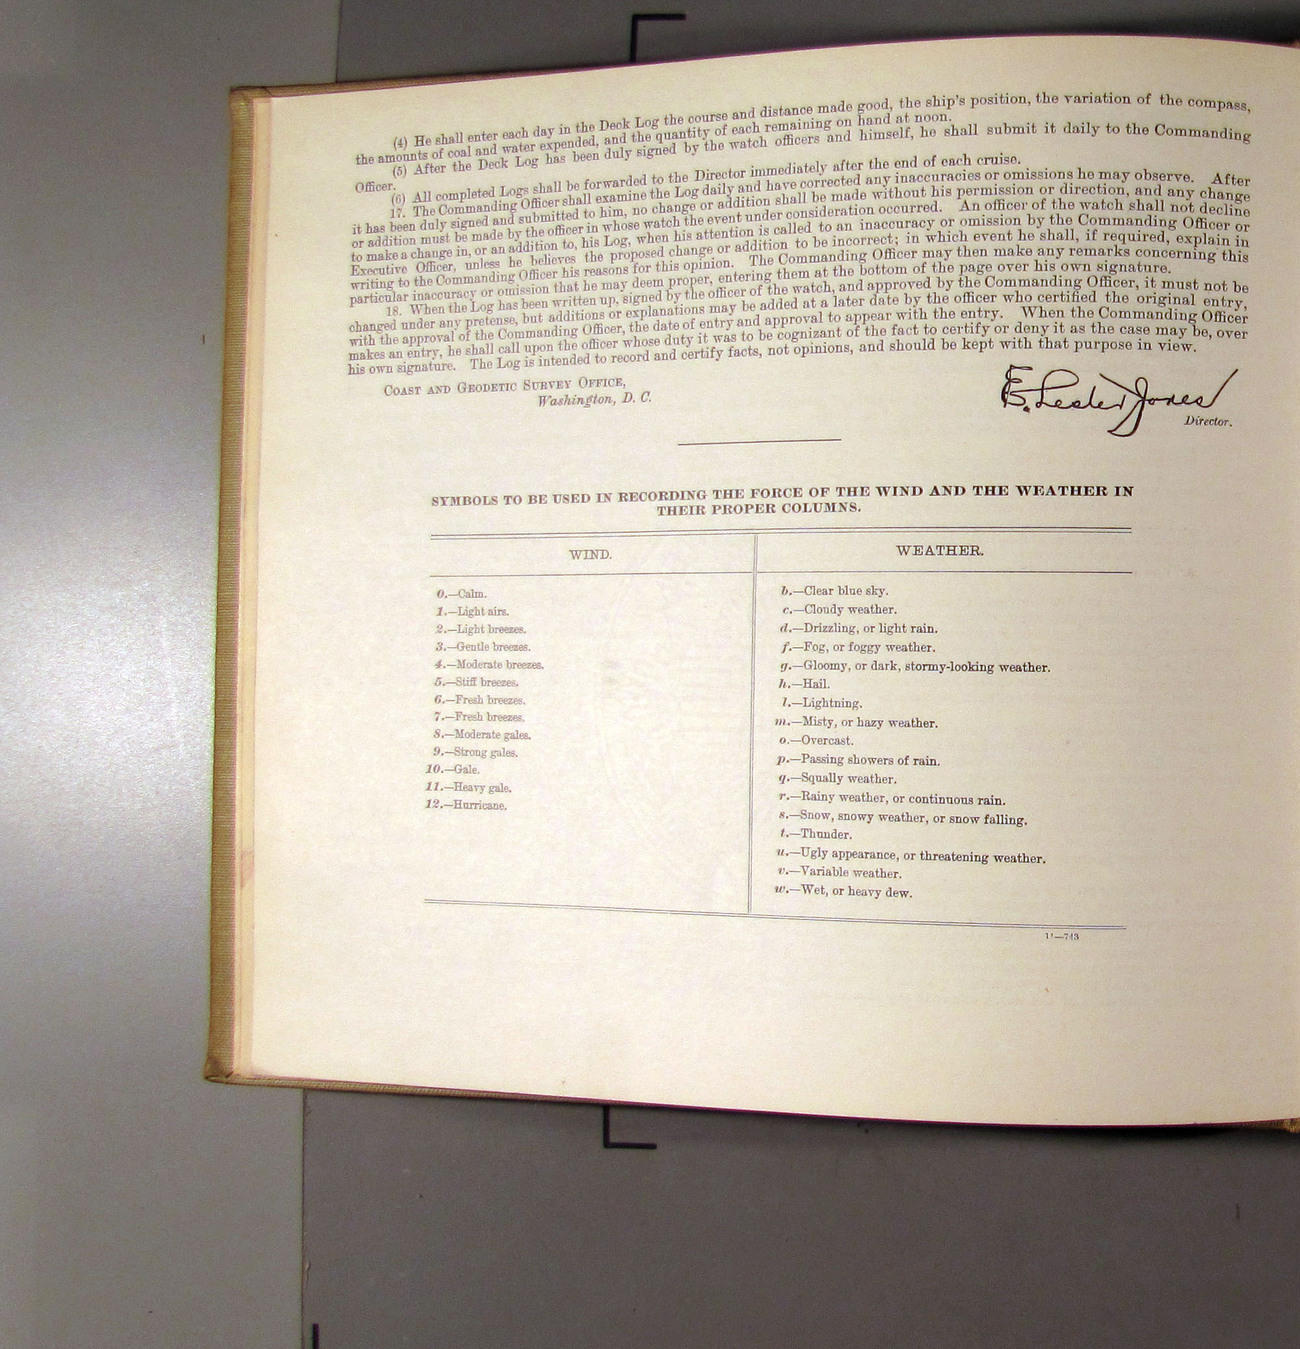 (4) He shall enter each day in the Deck Log the course and distance made good, the ship's position, the variation of the compass,
the amounts of coal and water expended, and the quantity of each remaining on hand at noon.
(5) After the Deck Log has been duly signed by the watch officers and himself, he shall submit it daily to the Commanding
Officer.
(6) All completed Logs shall be forwarded to the Director immediately after the end of each cruise.
17. The Commanding Officer shall examine the Log daily and have corrected any inaccuracies or omissions he may observe. After
it has been duly signed and submitted to him, no change or addition shall be made without his permission or direction, and any change
or addition must be made by the officer in whose watch the event under consideration occurred. An officer of the watch shall not decline
to make a change in, or an addition to, his Log, when his attention is called to an inaccuracy or omission by the Commanding Officer or
Executive Officer, unless he believes the proposed change or addition to be incorrect; in which event he shall, if required, explain in
writing to the Commanding Officer his reasons for this opinion. The Commanding Officer may then make any remarks concerning this
particular inaccuracy or omission that he may deem proper, entering them at the bottom of the page over his own signature.
18. When the Log has been written up, signed by the officer of the watch, and approved by the Commanding Officer, it must not be
changed under any pretense, but additions or explanations may be added at a later date by the officer who certified the original entry,
with the approval of the Commanding Officer, the date of entry and approval to appear with the entry. When the Commanding Officer
makes an entry, he shall call upon the officer whose duty it was to be cognizant of the fact to certify or deny it as the case may be, over
his own signature. The Log is intended to record and certify facts, not opinions, and should be kept with that purpose in view.
COAST AND GEODETIC SURVEY OFFICE,
Washington, D. C.
E. Lester Jones
Director.
SYMBOLS TO BE USED IN RECORDING THE FORCE OF THE WIND AND THE WEATHER IN
THEIR PROPER COLUMNS.
WIND.
0.—Calm.
1.—Light airs.
2.—Light breezes.
3.—Gentle breezes.
4.—Moderate breezes.
5.—Stiff breezes.
6.—Fresh breezes.
7.—Fresh breezes.
8.—Moderate gales.
9.—Strong gales.
10.—Gale.
11.—Heavy gale.
12.—Hurricane.
WEATHER.
b.—Clear blue sky.
c.—Cloudy weather.
d.—Drizzling, or light rain.
f.—Fog, or foggy weather.
g.—Gloomy, or dark, stormy-looking weather.
h.—Hail.
l.—Lightning.
m.—Misty, or hazy weather.
o.—Overcast.
p.—Passing showers of rain.
q.—Squally weather.
r.—Rainy weather, or continuous rain.
s.—Snow, snowy weather, or snow falling.
t.—Thunder.
u.—Ugly appearance, or threatening weather.
v.—Variable weather.
w.—Wet, or heavy dew.